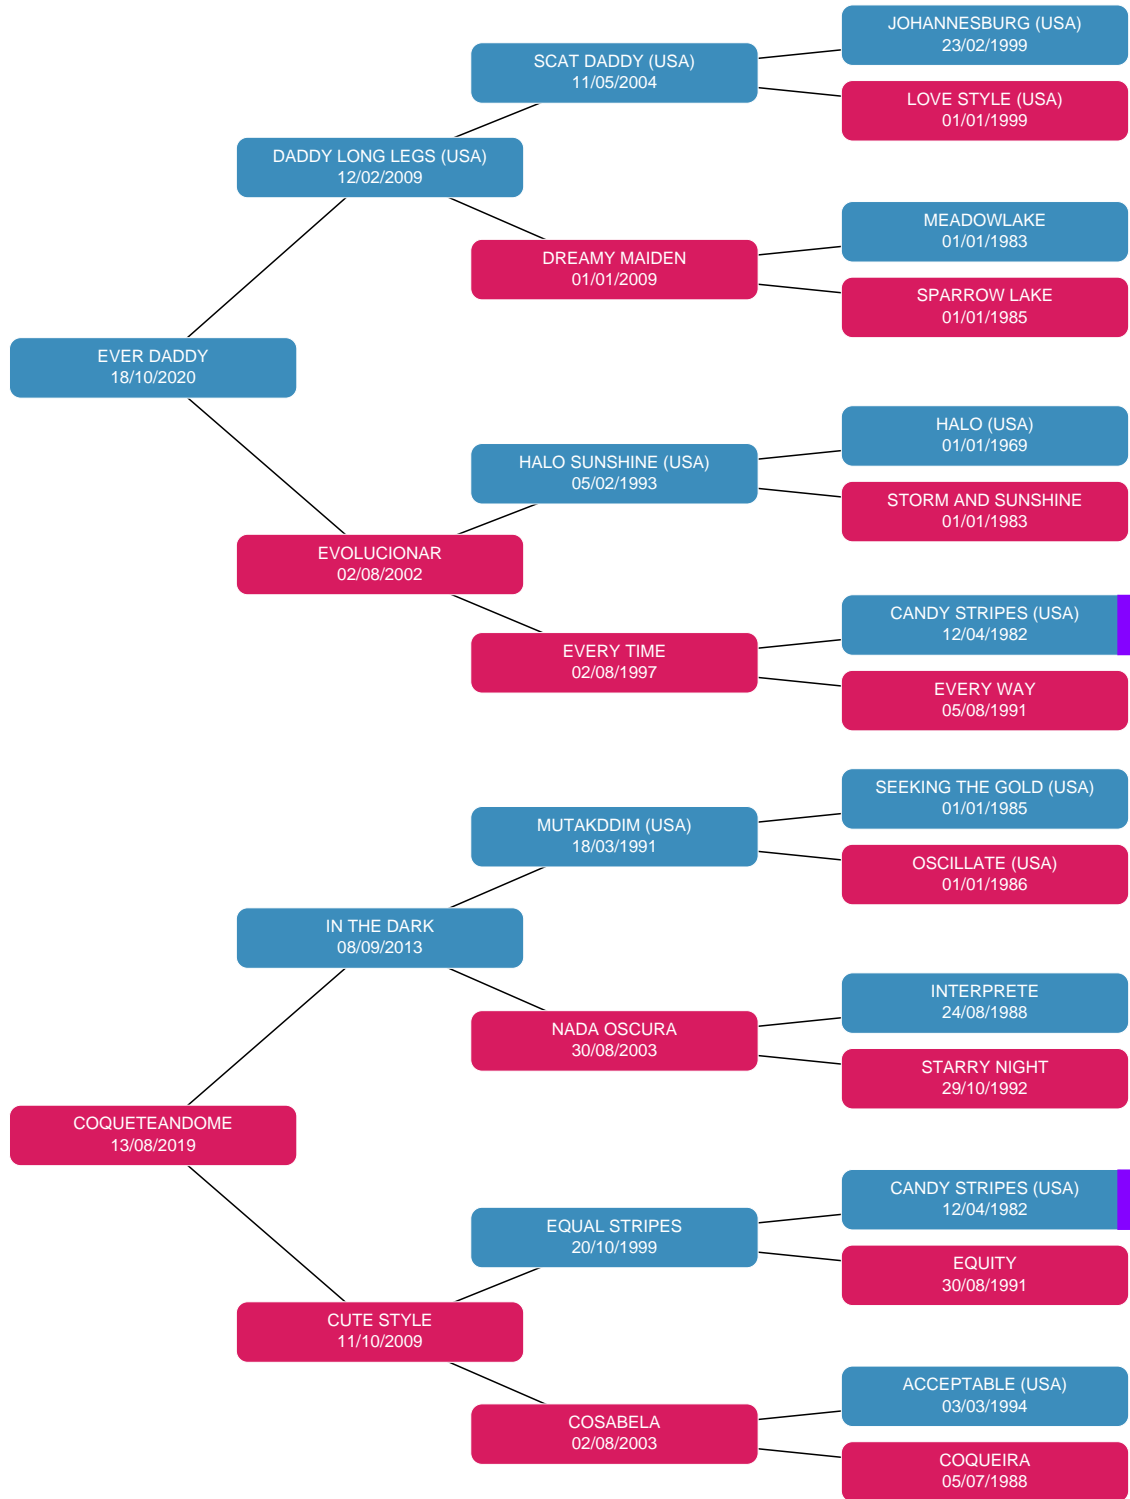 JOHANNESBURG (USA)
23/02/1999
SCAT DADDY (USA)
11/05/2004
LOVE STYLE (USA)
01/01/1999
DADDY LONG LEGS (USA)
12/02/2009
MEADOWLAKE
01/01/1983
DREAMY MAIDEN
01/01/2009
SPARROW LAKE
01/01/1985
EVER DADDY
18/10/2020
HALO (USA)
01/01/1969
HALO SUNSHINE (USA)
05/02/1993
STORM AND SUNSHINE
01/01/1983
EVOLUCIONAR
02/08/2002
CANDY STRIPES (USA)
12/04/1982
EVERY TIME
02/08/1997
EVERY WAY
05/08/1991
SEEKING THE GOLD (USA)
01/01/1985
MUTAKDDIM (USA)
18/03/1991
OSCILLATE (USA)
01/01/1986
IN THE DARK
08/09/2013
INTERPRETE
24/08/1988
NADA OSCURA
30/08/2003
STARRY NIGHT
29/10/1992
COQUETEANDOME
13/08/2019
CANDY STRIPES (USA)
12/04/1982
EQUAL STRIPES
20/10/1999
EQUITY
30/08/1991
CUTE STYLE
11/10/2009
ACCEPTABLE (USA)
03/03/1994
COSABELA
02/08/2003
COQUEIRA
05/07/1988